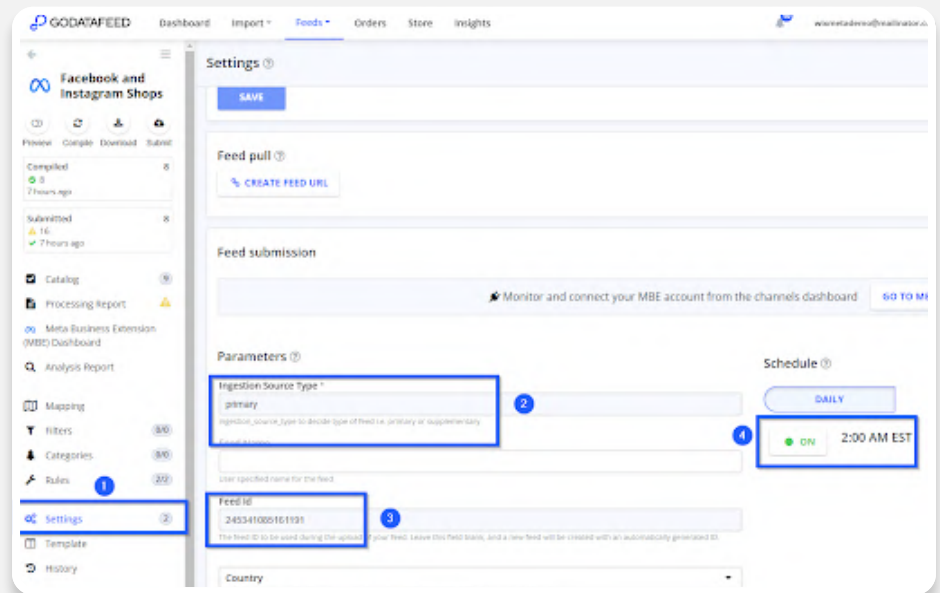 GODATAFEED Dashboard Import Feeds Orders Store Insights
Settings
Facebook and
Instagram Shops
Preview Compile Download Submit
Compiled 8
8
7 hours ago
Submitted 8
16
7 hours ago
Catalog 9
Processing Report
Meta Business Extension
(MBE) Dashboard
Analysis Report
Mapping
Filters 0/0
Categories 0/0
Rules 2/2
1
Settings 2
Template
History
SAVE
Feed pull
CREATE FEED URL
Feed submission
Monitor and connect your MBE account from the channels dashboard GO TO
Parameters
Ingestion Source Type *
primary
ingestion_source_type to decide type of feed i.e. primary or supplementary
2
Feed Name
User specified name for the feed
Feed Id
245341085161191
3
The feed ID to be used during the upload of your feed. Leave this field blank, and a new feed will be created with an automatically generated ID.
Country
Schedule
DAILY
4
ON 2:00 AM EST